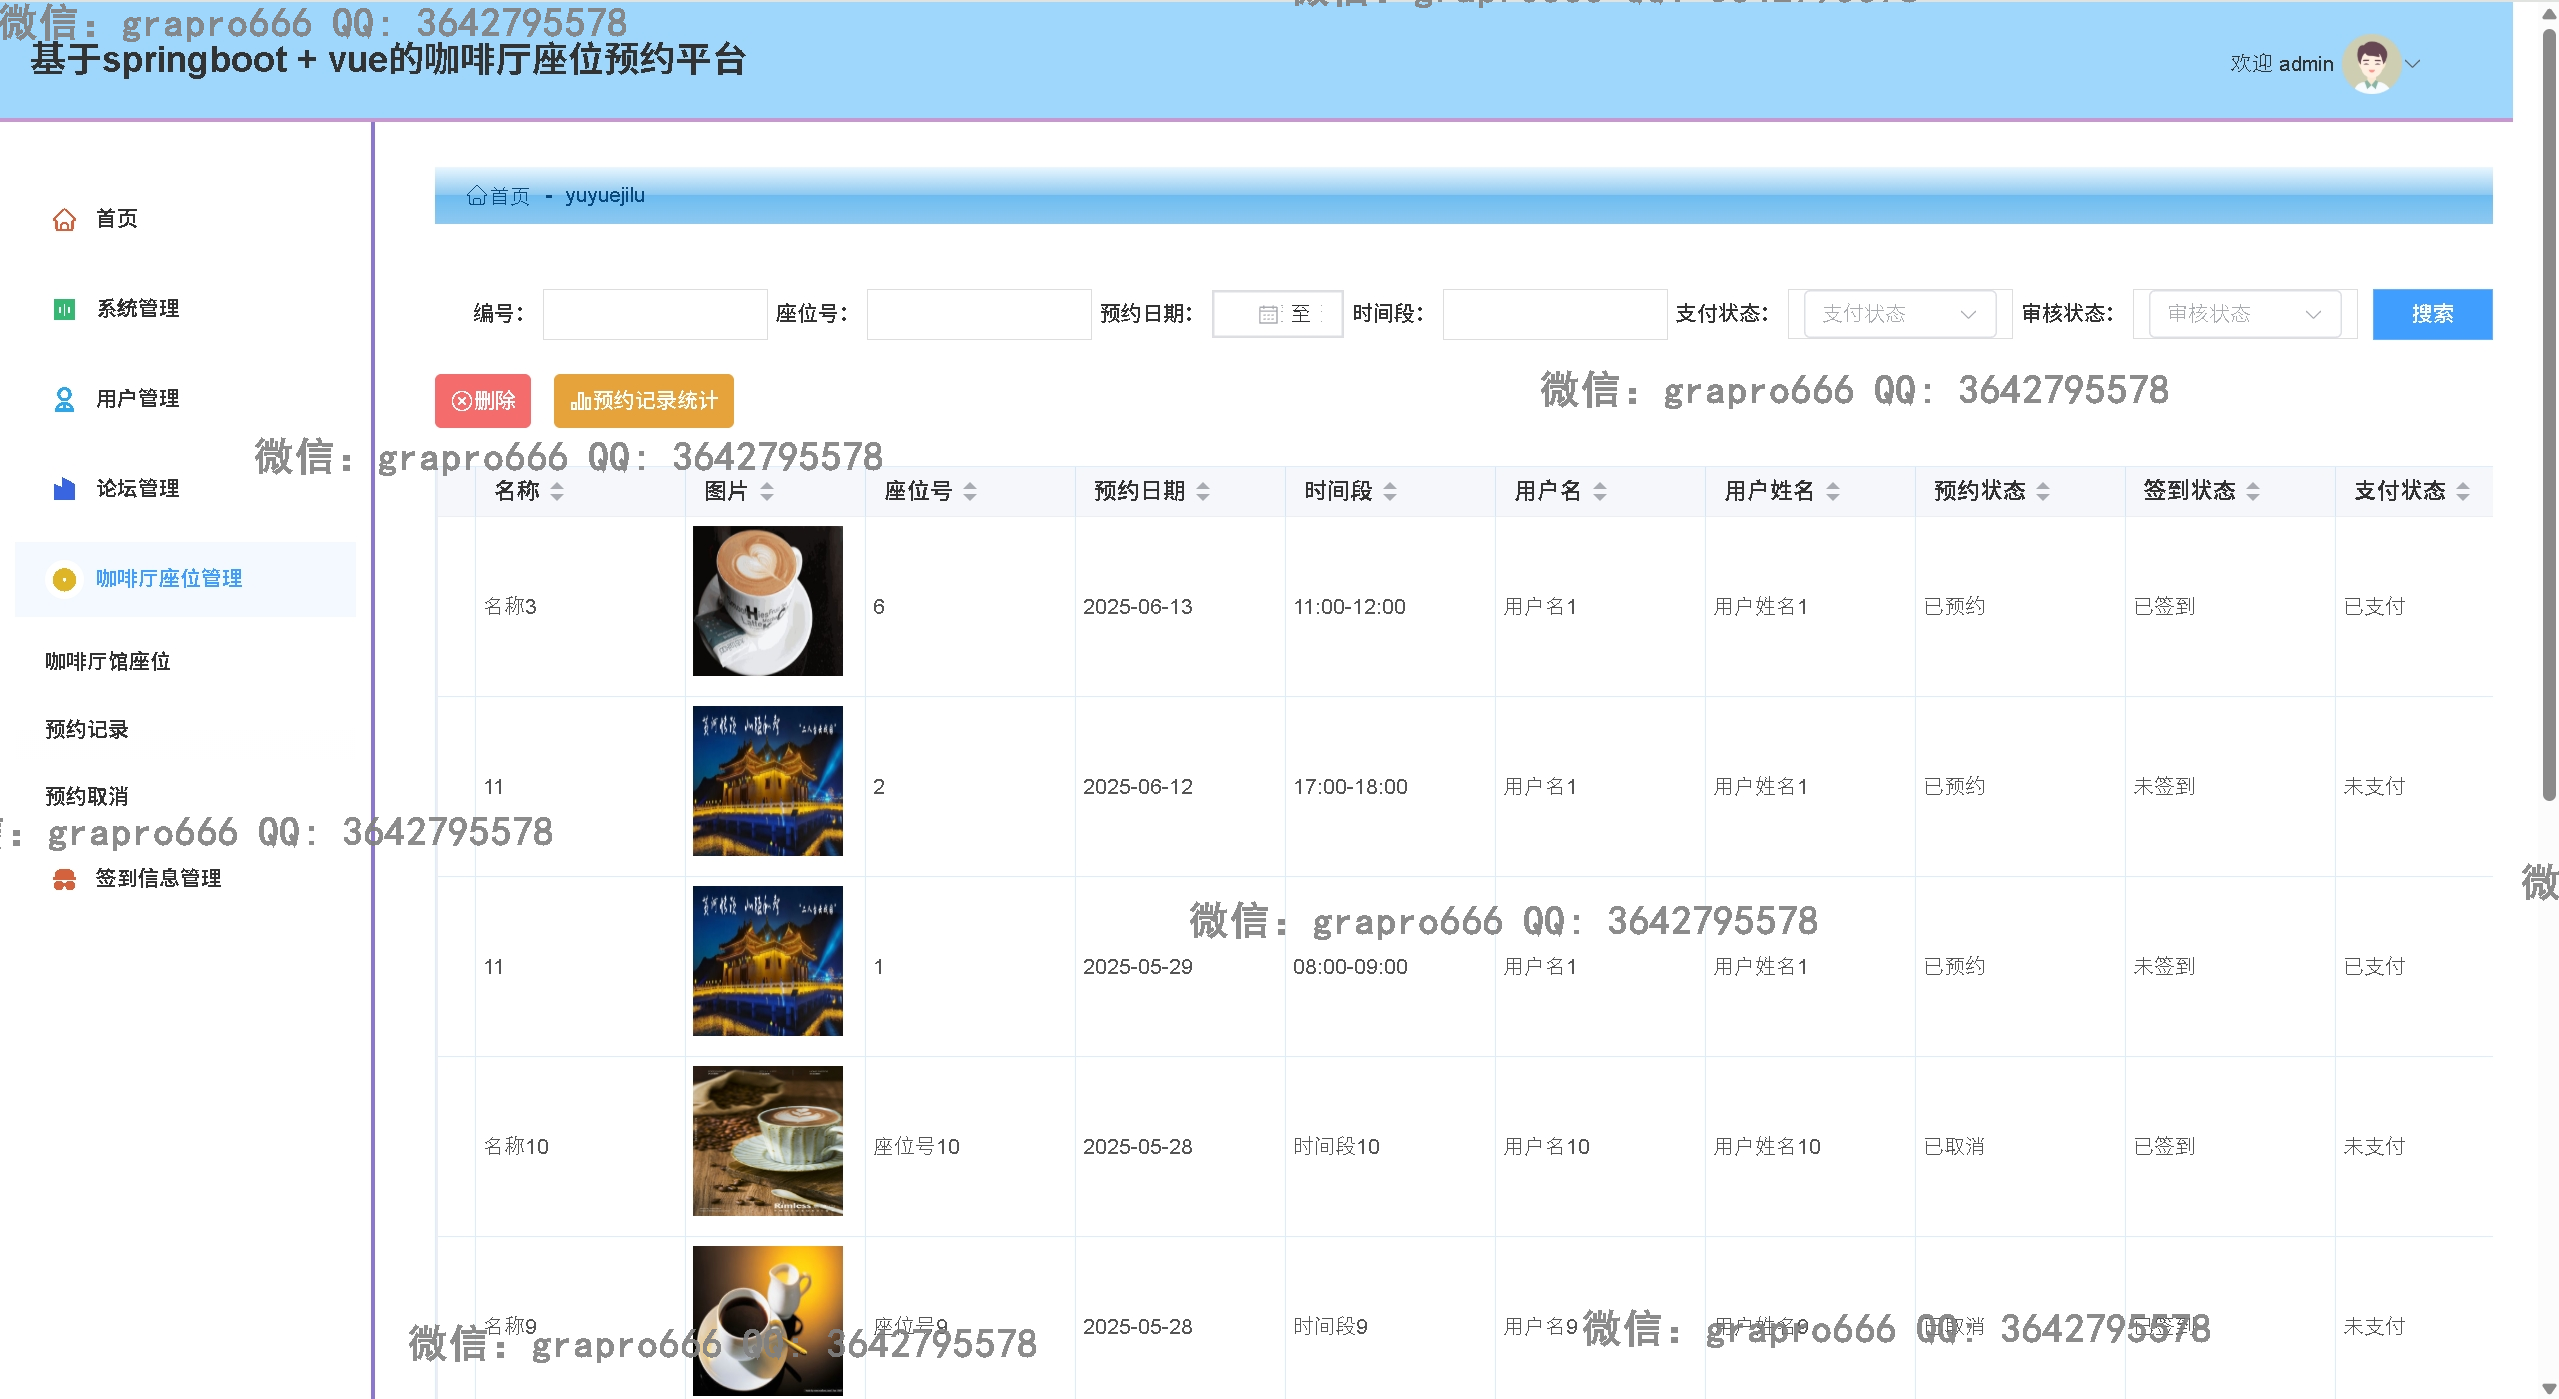 微信: grapro666 QQ: 3642795578
基于springboot + vue的咖啡厅座位预约平台
欢迎 admin
首页 - yuyuejilu
首页
系统管理
用户管理
论坛管理
咖啡厅座位管理
咖啡厅馆座位
预约记录
预约取消
签到信息管理
编号: 座位号: 预约日期: 至 时间段: 支付状态: 支付状态 审核状态: 审核状态 搜索
删除 预约记录统计
微信: grapro666 QQ: 3642795578
微信: grapro666 QQ: 3642795578
名称 图片 座位号 预约日期 时间段 用户名 用户姓名 预约状态 签到状态 支付状态
名称3 6 2025-06-13 11:00-12:00 用户名1 用户姓名1 已预约 已签到 已支付
11 2 2025-06-12 17:00-18:00 用户名1 用户姓名1 已预约 未签到 未支付
: grapro666 QQ: 3642795578
微
微信: grapro666 QQ: 3642795578
11 1 2025-05-29 08:00-09:00 用户名1 用户姓名1 已预约 未签到 已支付
名称10 座位号10 2025-05-28 时间段10 用户名10 用户姓名10 已取消 已签到 未支付
Rimless
名称9 座位号9 2025-05-28 时间段9 用户名9 用户姓名9 已取消 已签到 未支付
微信: grapro666 QQ: 3642795578
微信: grapro666 QQ: 3642795578